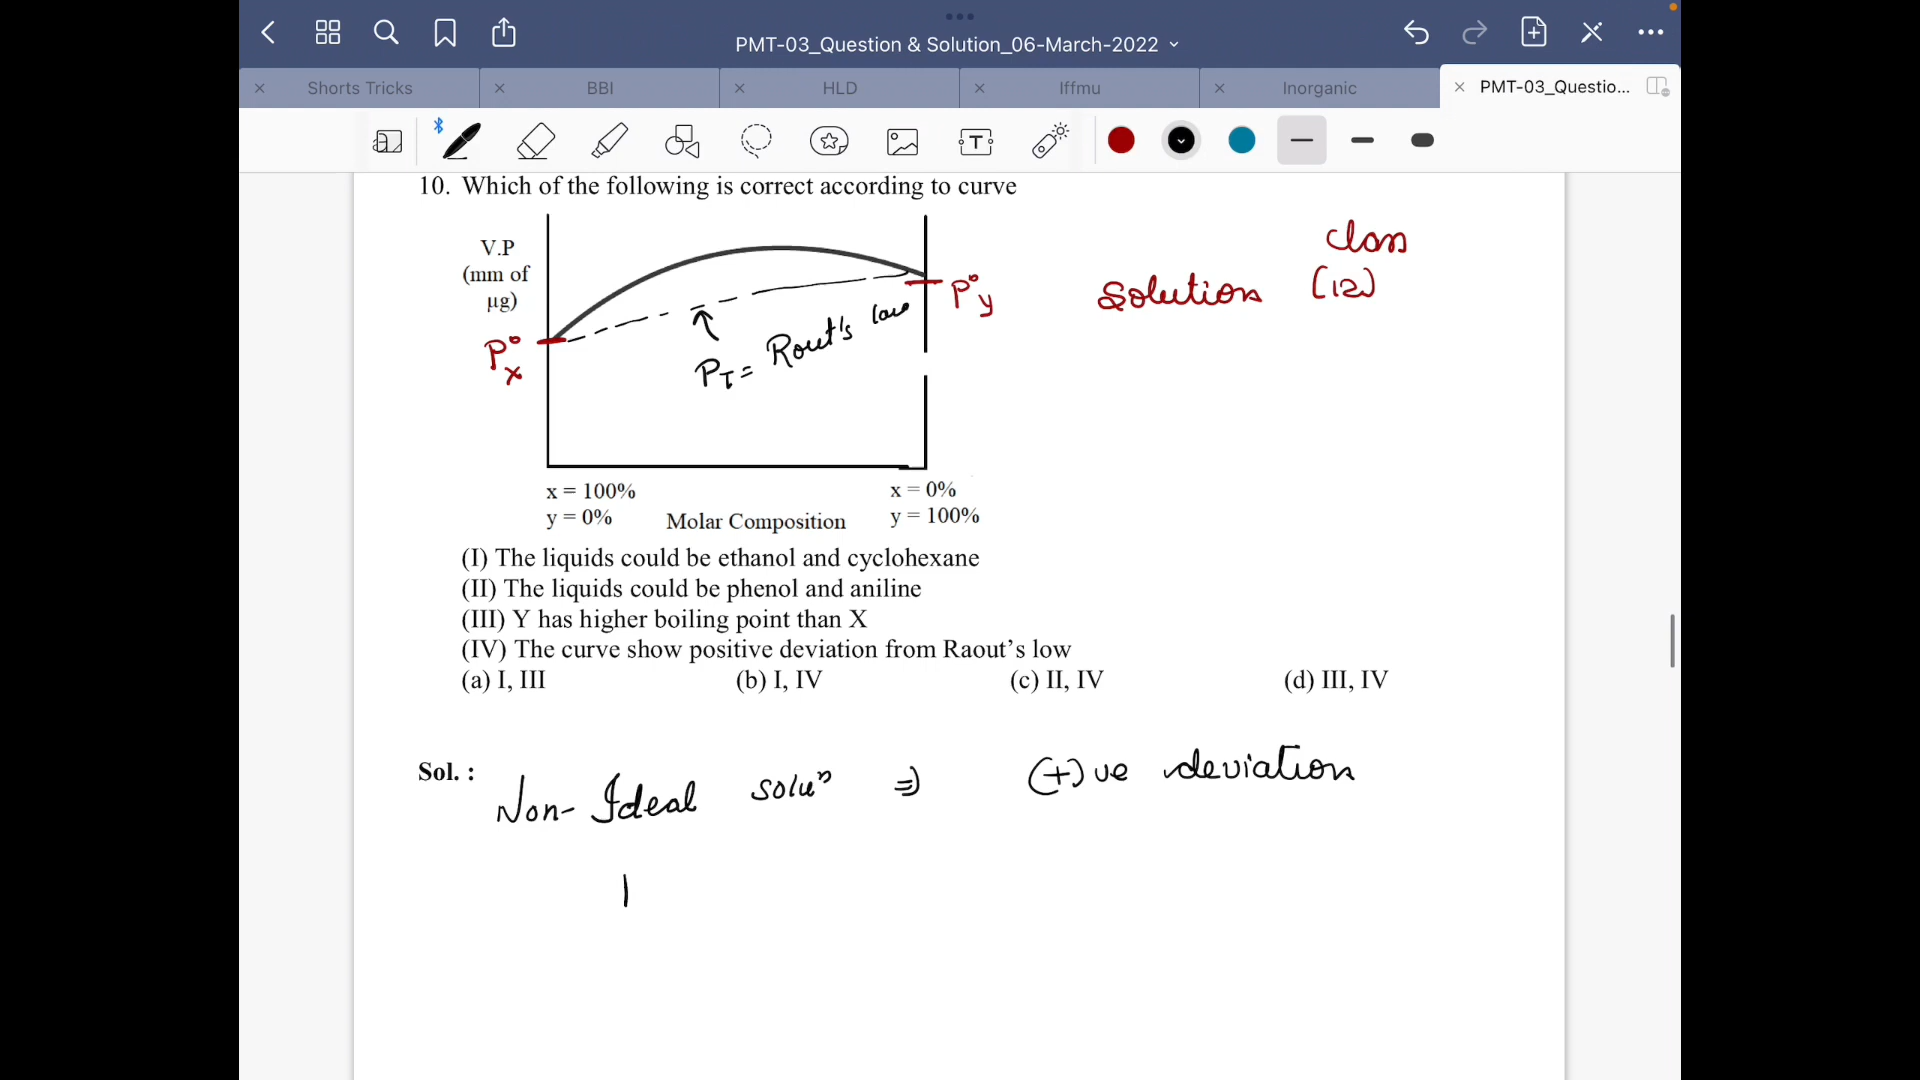 PMT-03_Question & Solution_06-March-2022
Shorts Tricks
BBI
HLD
Iffmu
Inorganic
PMT-03_Questio...
10. Which of the following is correct according to curve
V.P
(mm of
µg)
P°x
P°y
PT = Rout's law
Solution
Class
(12)
x = 100%
y = 0%
Molar Composition
x = 0%
y = 100%
(I) The liquids could be ethanol and cyclohexane
(II) The liquids could be phenol and aniline
(III) Y has higher boiling point than X
(IV) The curve show positive deviation from Raout’s low
(a) I, III (b) I, IV (c) II, IV (d) III, IV
Sol. :
Non-Ideal soluⁿ ⇒ (+)ve deviation